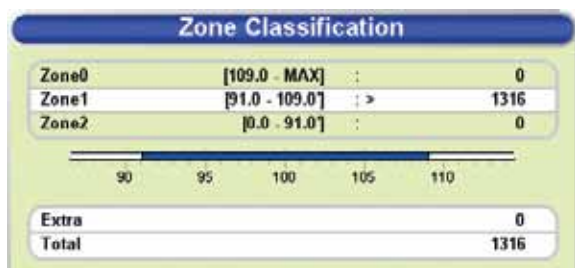 Zone Classification
Zone0 [109.0 - MAX] : 0
Zone1 [91.0 - 109.0'] : > 1316
Zone2 [0.0 - 91.0'] : 0
90 95 100 105 110
Extra 0
Total 1316